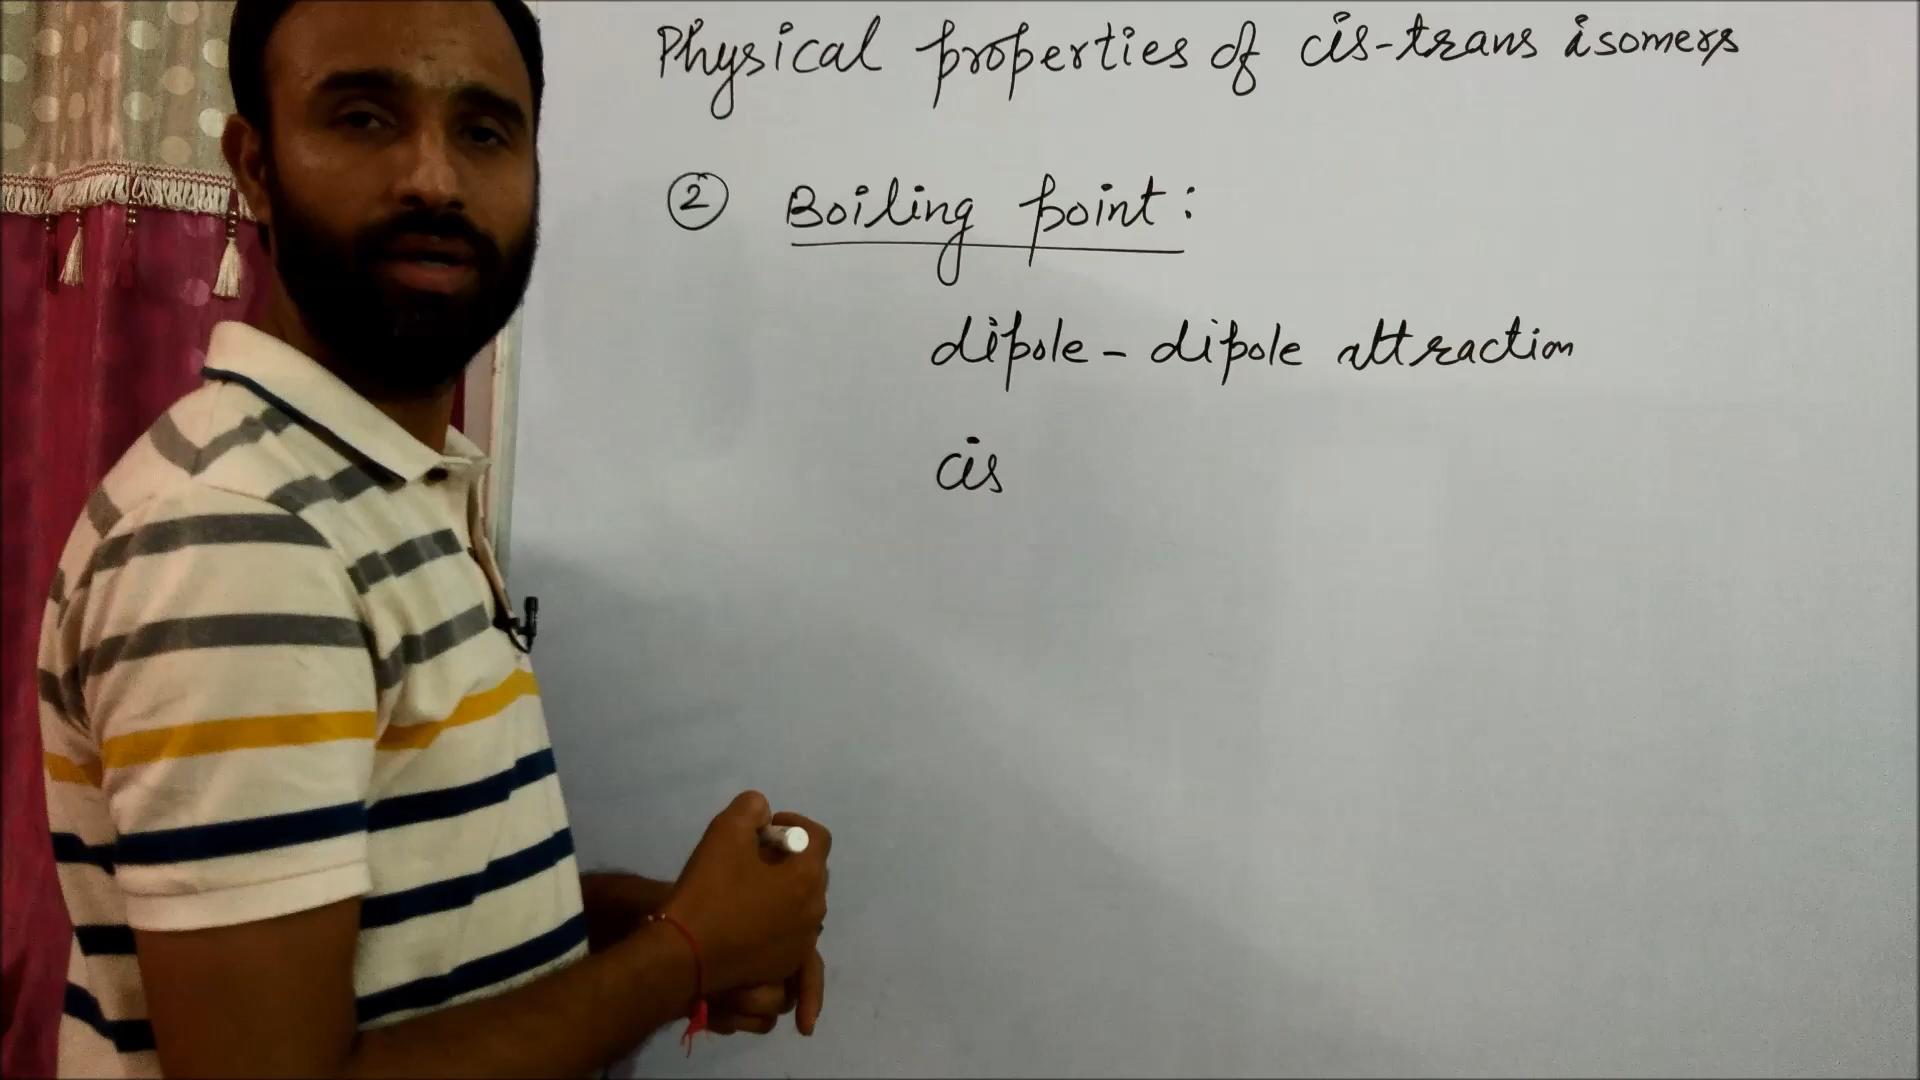 Physical properties of cis-trans isomers
② Boiling point:
dipole - dipole attraction
cis